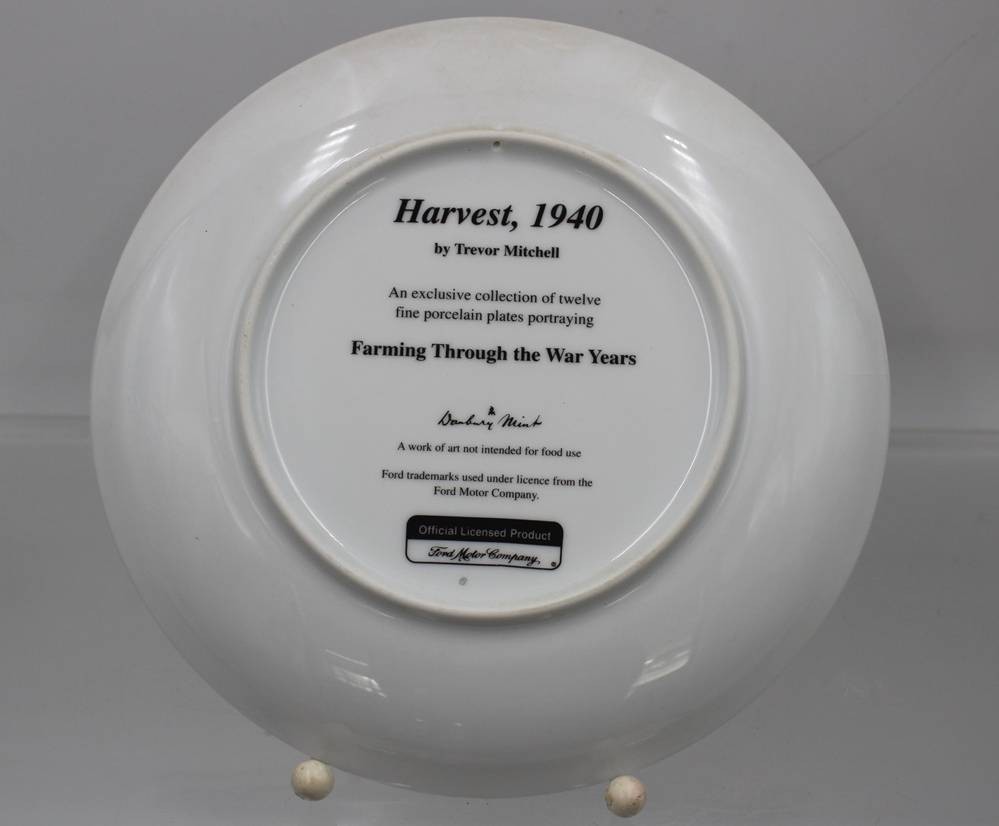 Harvest, 1940
by Trevor Mitchell
An exclusive collection of twelve
fine porcelain plates portraying
Farming Through the War Years
Danbury Mint
A work of art not intended for food use
Ford trademarks used under licence from the
Ford Motor Company.
Official Licensed Product
Ford Motor Company,